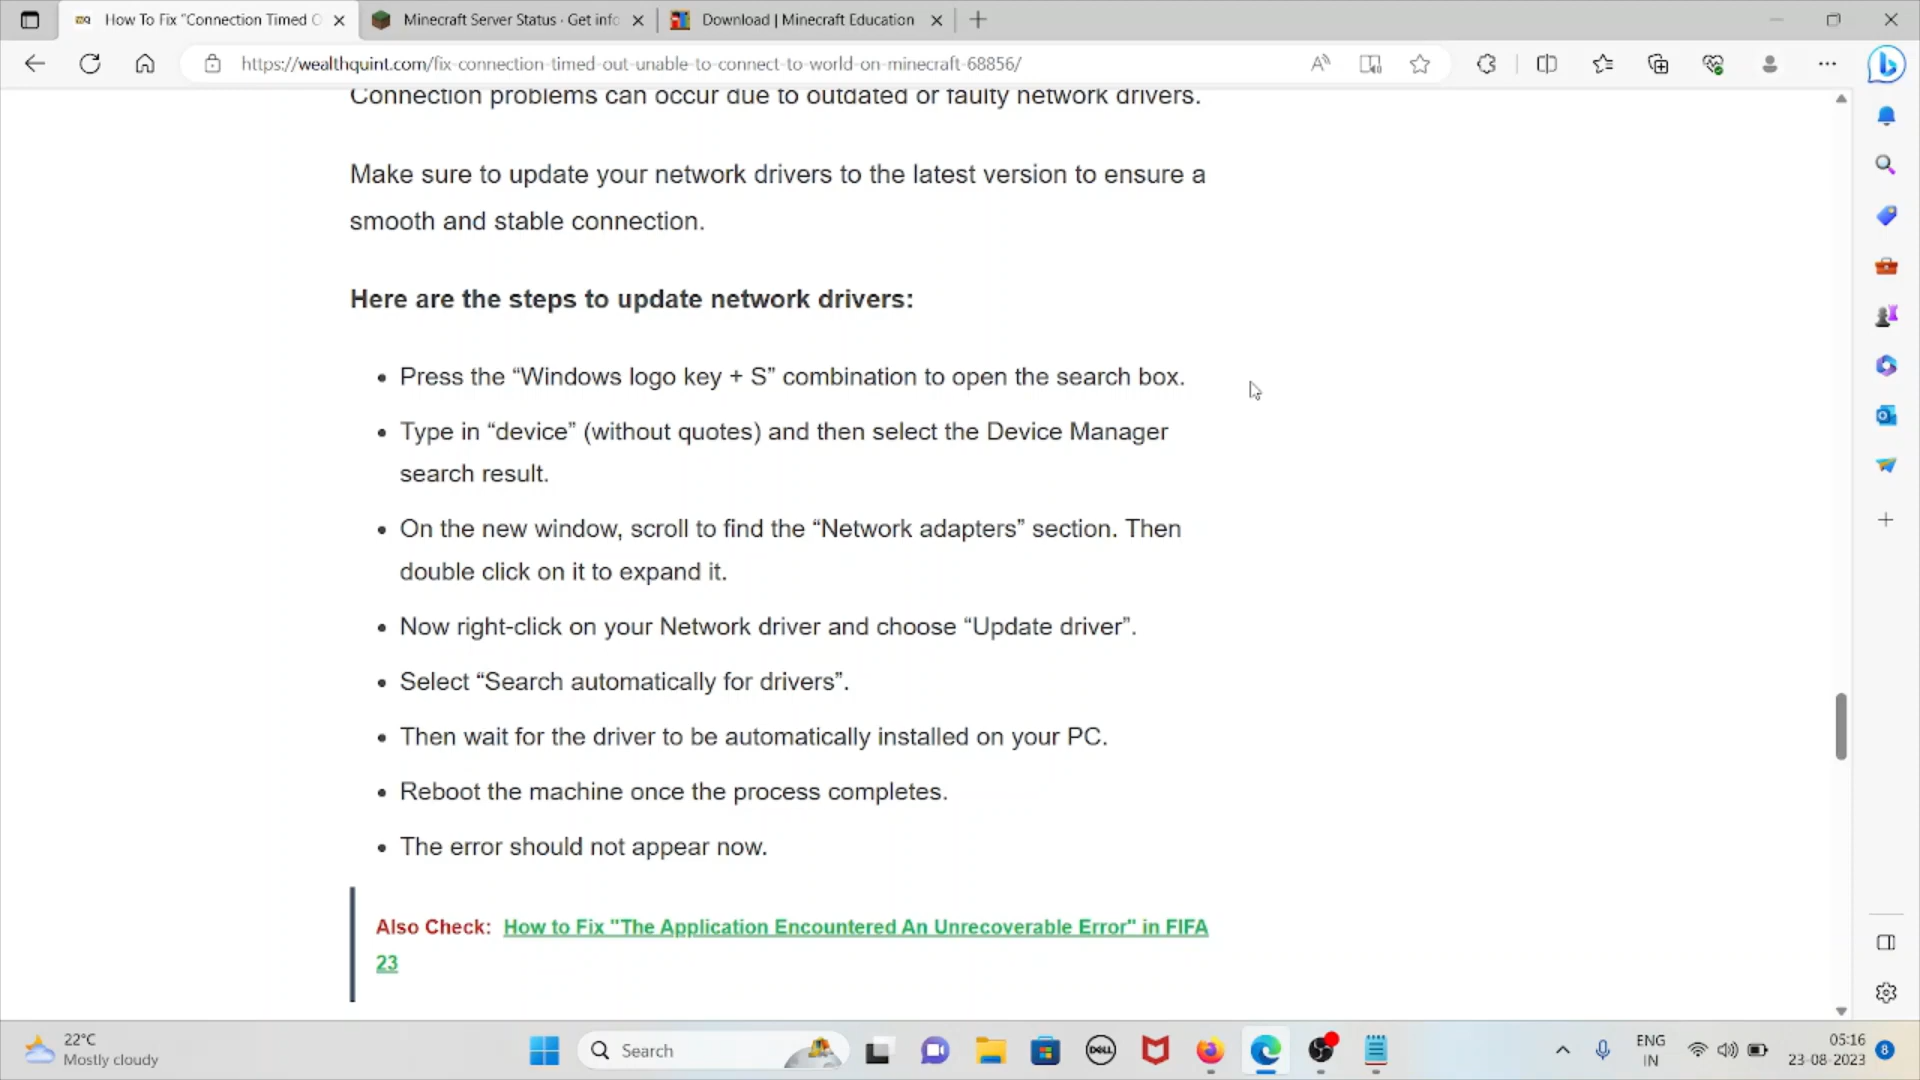 How To Fix "Connection Timed O
Minecraft Server Status · Get info
Download | Minecraft Education
https://wealthquint.com/fix-connection-timed-out-unable-to-connect-to-world-on-minecraft-68856/
Connection problems can occur due to outdated or faulty network drivers.
Make sure to update your network drivers to the latest version to ensure a
smooth and stable connection.
Here are the steps to update network drivers:
• Press the “Windows logo key + S” combination to open the search box.
• Type in “device” (without quotes) and then select the Device Manager
search result.
• On the new window, scroll to find the “Network adapters” section. Then
double click on it to expand it.
• Now right-click on your Network driver and choose “Update driver”.
• Select “Search automatically for drivers”.
• Then wait for the driver to be automatically installed on your PC.
• Reboot the machine once the process completes.
• The error should not appear now.
Also Check: How to Fix "The Application Encountered An Unrecoverable Error" in FIFA
23
22°C
Mostly cloudy
Search
DELL
ENG
IN
05:16
23-08-2023
8